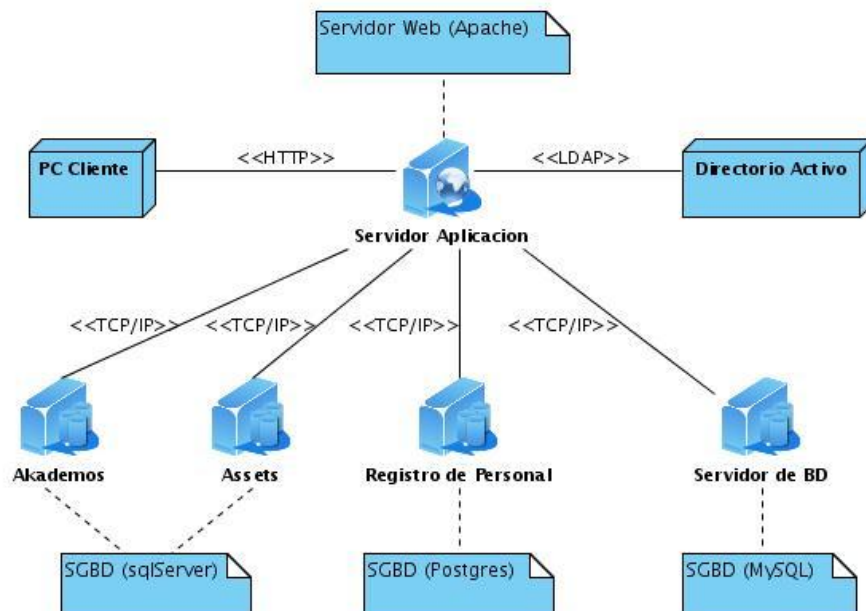 Servidor Web (Apache)
PC Cliente
<<HTTP>>
<<LDAP>>
Directorio Activo
Servidor Aplicacion
<<TCP/IP>>
<<TCP/IP>>
<<TCP/IP>>
<<TCP/IP>>
Akademos
Assets
Registro de Personal
Servidor de BD
SGBD (sqlServer)
SGBD (Postgres)
SGBD (MySQL)